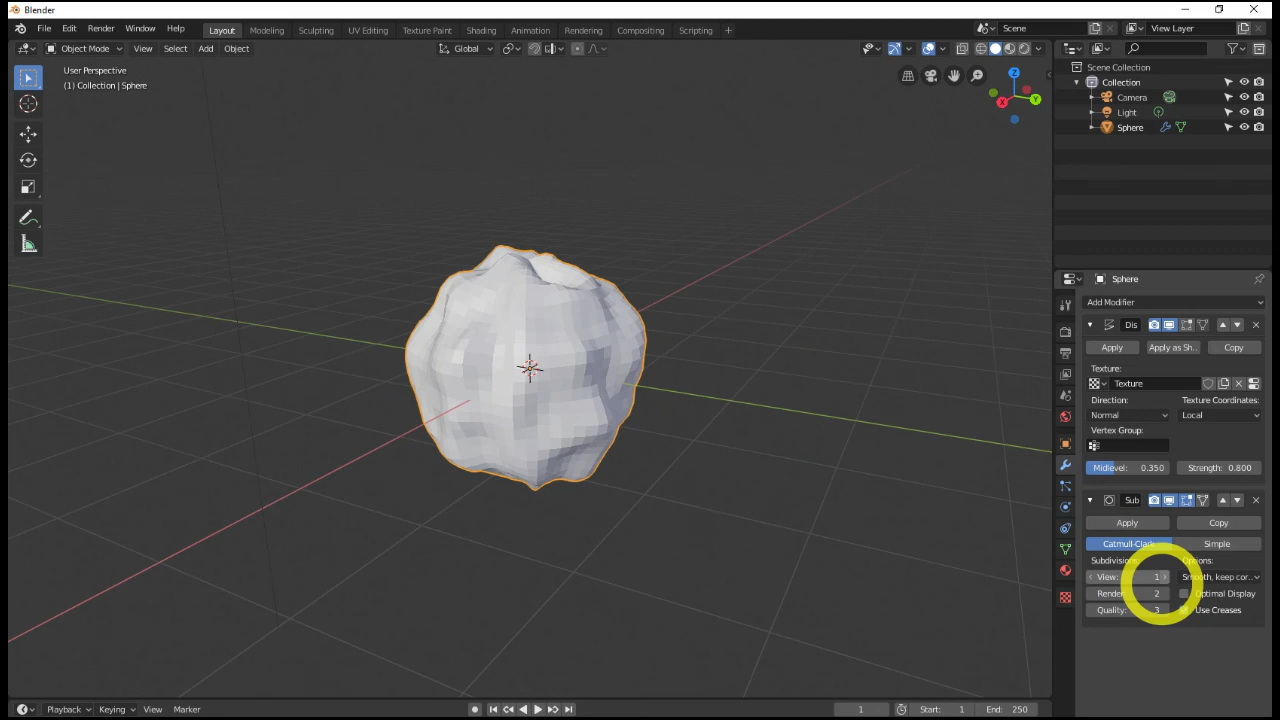 Blender
File Edit Render Window Help
Layout Modeling Sculpting UV Editing Texture Paint Shading Animation Rendering Compositing Scripting +
Scene
View Layer
Object Mode View Select Add Object
Global
User Perspective
(1) Collection | Sphere
Z
Y
X
Scene Collection
Collection
Camera
Light
Sphere
Sphere
Add Modifier
Dis
Apply Apply as Sh.. Copy
Texture:
Texture
Direction: Texture Coordinates:
Normal Local
Vertex Group:
Midlevel: 0.350 Strength: 0.800
Sub
Apply Copy
Catmull-Clark Simple
Subdivisions: Options:
View: 1 Smooth, keep cor..
Render: 2 Optimal Display
Quality: 3 Use Creases
Playback Keying View Marker
1 Start: 1 End: 250